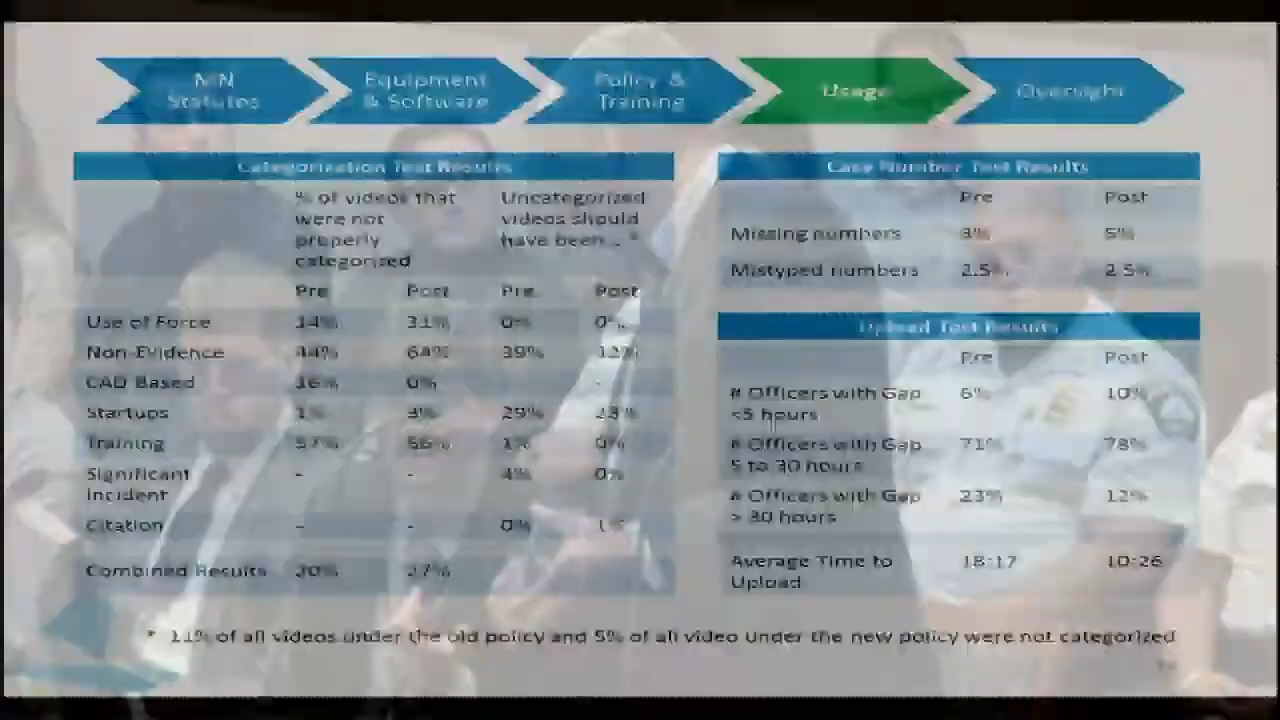 MN
Statutes
Equipment
& Software
Policy &
Training
Usage
Oversight
Categorization Test Results
% of videos that
were not
properly
categorized
Uncategorized
videos should
have been... *
Pre Post Pre Post
Use of Force 14% 31% 0% 0%
Non-Evidence 44% 64% 39% 12%
CAD Based 16% 0% -
Startups 1% 3% 29% 23%
Training 57% 56% 1% 0%
Significant
Incident - - 4% 0%
Citation - - 0% 1%
Combined Results 20% 27%
Case Number Test Results
Pre Post
Missing numbers 3% 5%
Mistyped numbers 2.5% 2.5%
Upload Test Results
Pre Post
# Officers with Gap
<5 hours 6% 10%
# Officers with Gap
5 to 30 hours 71% 78%
# Officers with Gap
> 30 hours 23% 12%
Average Time to
Upload 18:17 10:26
* 11% of all videos under the old policy and 5% of all video under the new policy were not categorized